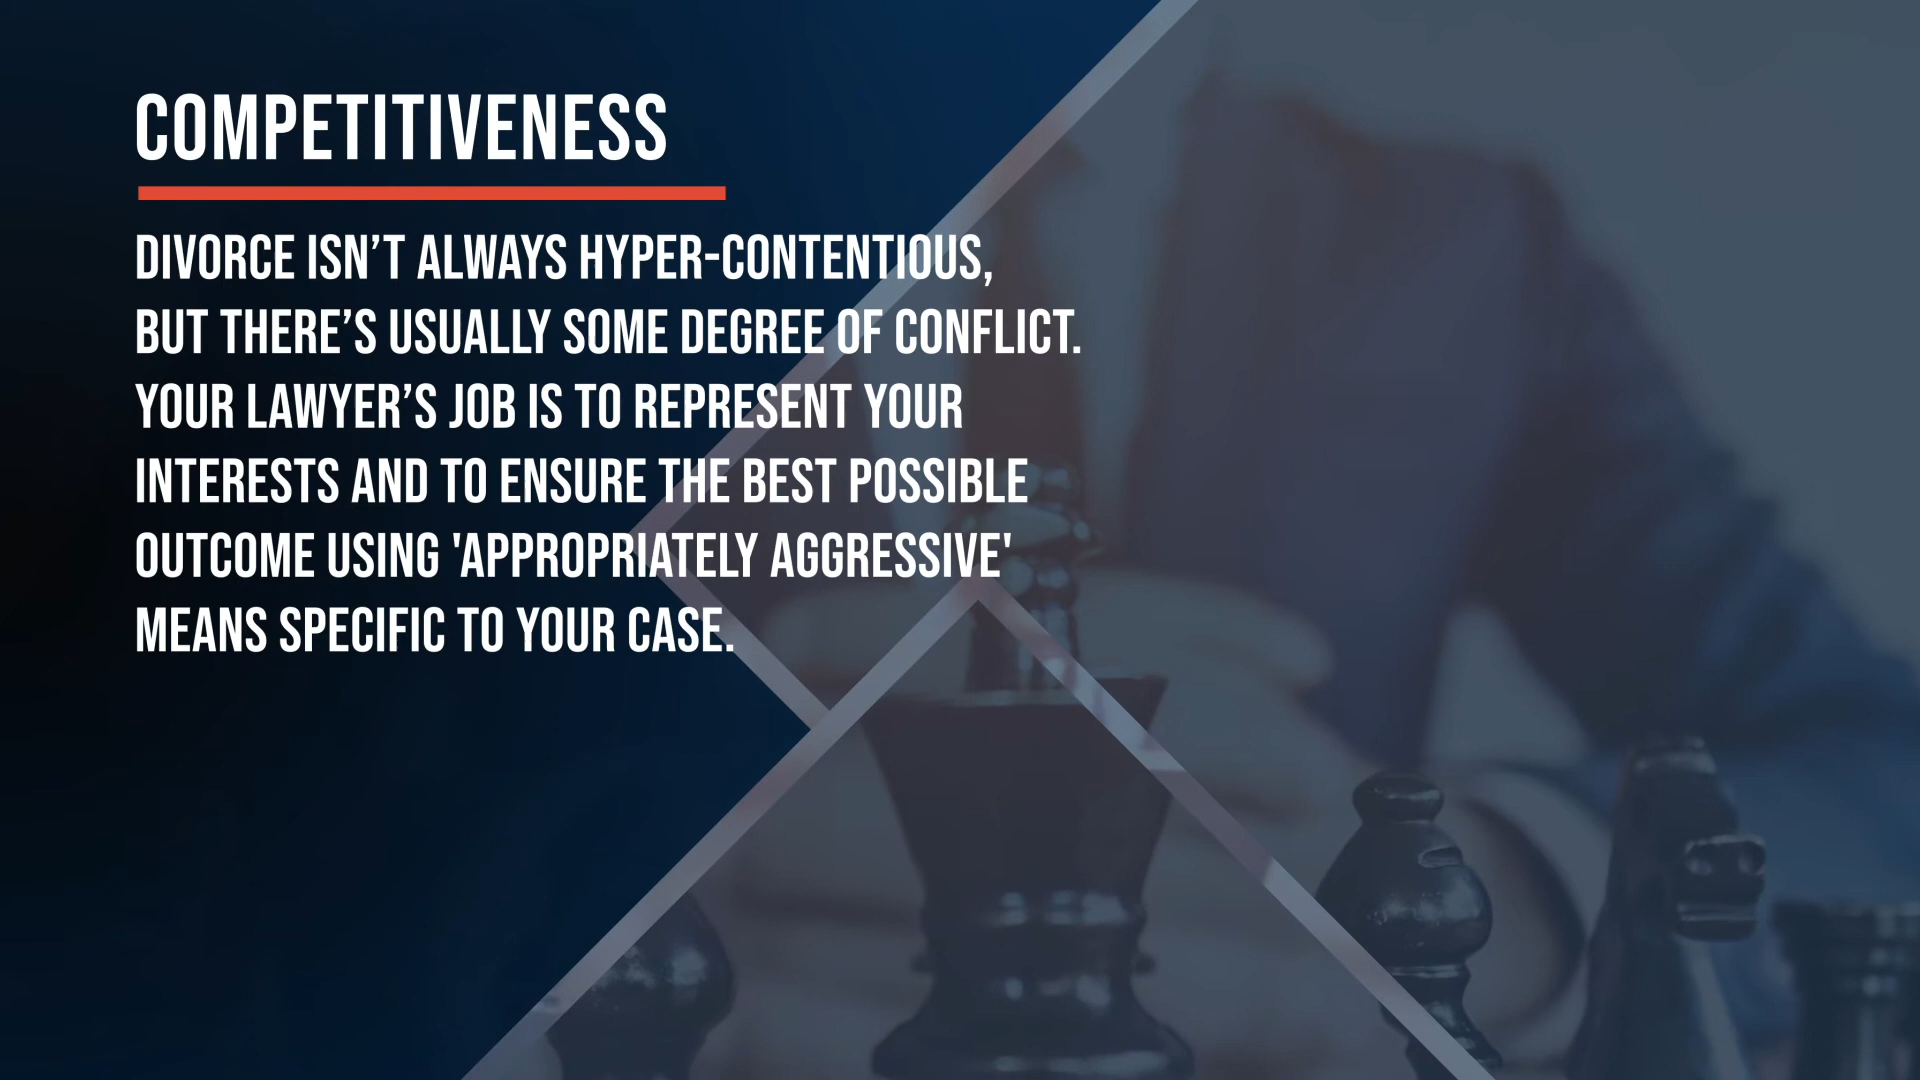 COMPETITIVENESS
DIVORCE ISN’T ALWAYS HYPER-CONTENTIOUS,
BUT THERE’S USUALLY SOME DEGREE OF CONFLICT.
YOUR LAWYER’S JOB IS TO REPRESENT YOUR
INTERESTS AND TO ENSURE THE BEST POSSIBLE
OUTCOME USING 'APPROPRIATELY AGGRESSIVE'
MEANS SPECIFIC TO YOUR CASE.